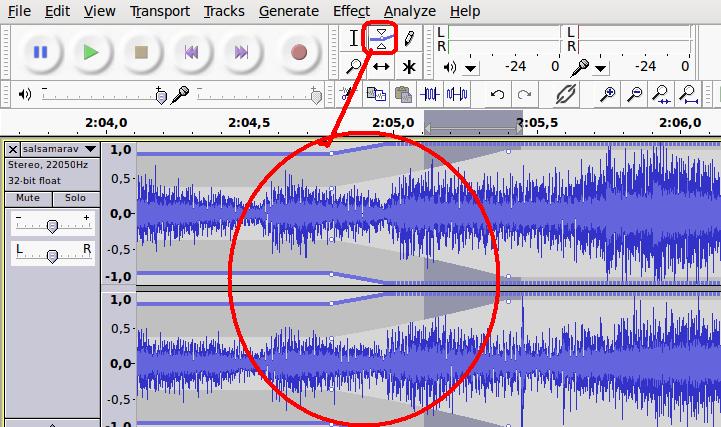 File Edit View Transport Tracks Generate Effect Analyze Help
L
R
-24 0
L
R
-24 0
2:04,0 2:04,5 2:05,0 2:05,5 2:06,0
salsamarav
Stereo, 22050Hz
32-bit float
Mute Solo
- +
L R
1,0
0,5
0,0
-0,5
-1,0
1,0
0,5
0,0
-0,5
-1,0